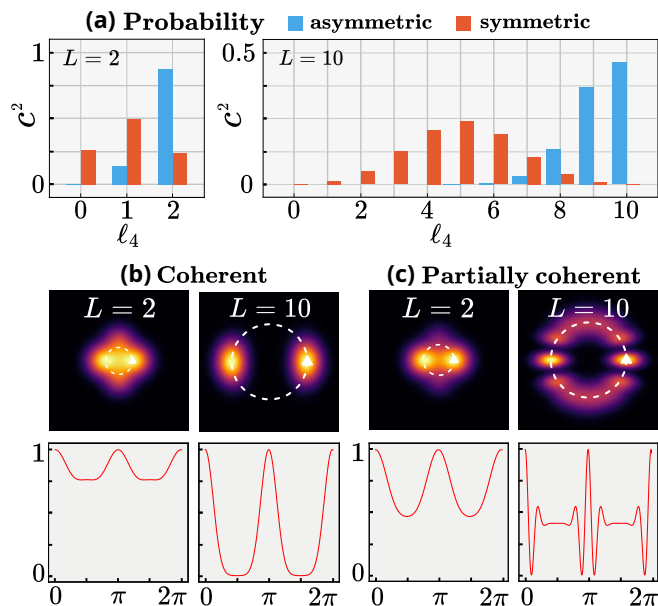 (a) Probability asymmetric symmetric
1 L = 2 0.5 L = 10
c² c²
0 0
0 1 2 0 2 4 6 8 10
ℓ₄ ℓ₄
(b) Coherent (c) Partially coherent
L = 2 L = 10 L = 2 L = 10
1 1
0 0
0 π 2π 0 π 2π 0 π 2π 0 π 2π